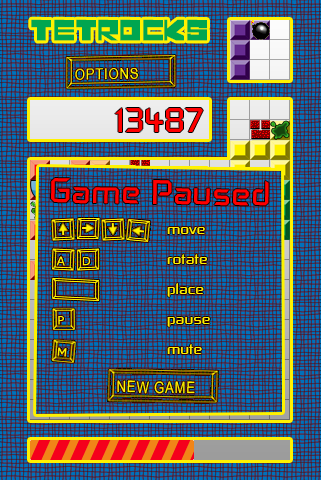 TETROCKS
OPTIONS
13487
Game Paused
move
A D rotate
place
P pause
M mute
NEW GAME